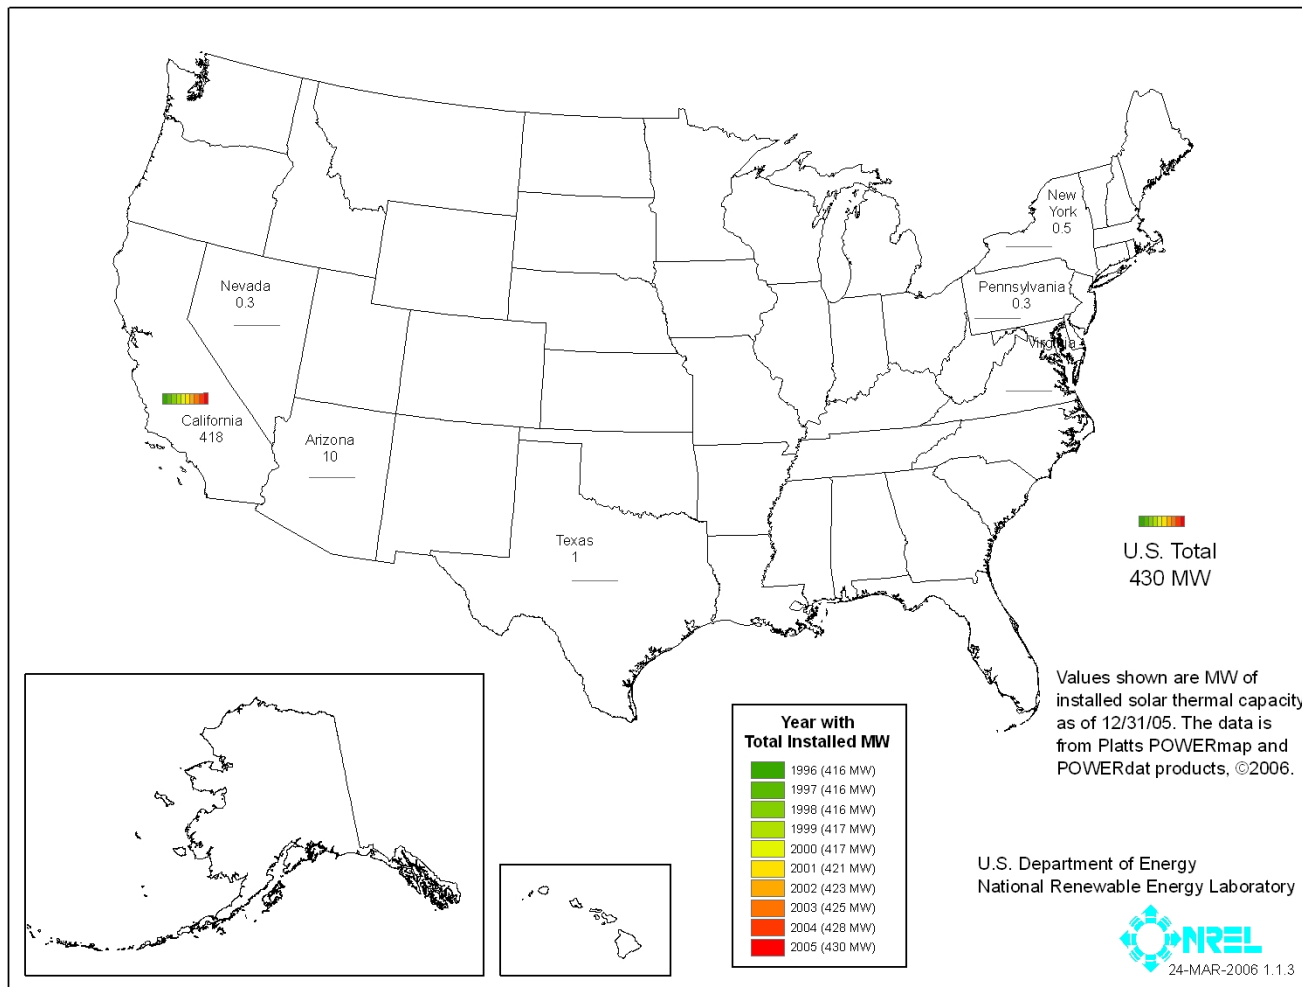 New
York
0.5
Nevada
0.3
Pennsylvania
0.3
Virginia
California
418
Arizona
10
Texas
1
U.S. Total
430 MW
Values shown are MW of
installed solar thermal capacity
as of 12/31/05. The data is
from Platts POWERmap and
POWERdat products, ©2006.
Year with
Total Installed MW
1996 (416 MW)
1997 (416 MW)
1998 (416 MW)
1999 (417 MW)
2000 (417 MW)
2001 (421 MW)
2002 (423 MW)
2003 (425 MW)
2004 (428 MW)
2005 (430 MW)
U.S. Department of Energy
National Renewable Energy Laboratory
NREL
24-MAR-2006 1.1.3